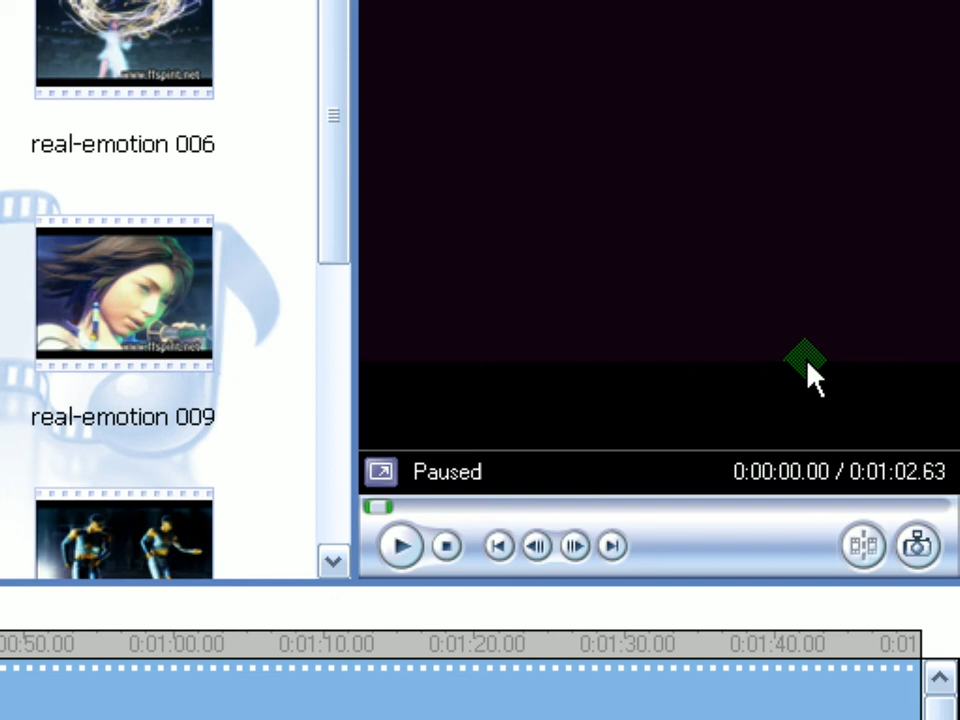 www.ffspirit.net
real-emotion 006
www.ffspirit.net
real-emotion 009
Paused
0:00:00.00 / 0:01:02.63
00:50.00 0:01:00.00 0:01:10.00 0:01:20.00 0:01:30.00 0:01:40.00 0:01